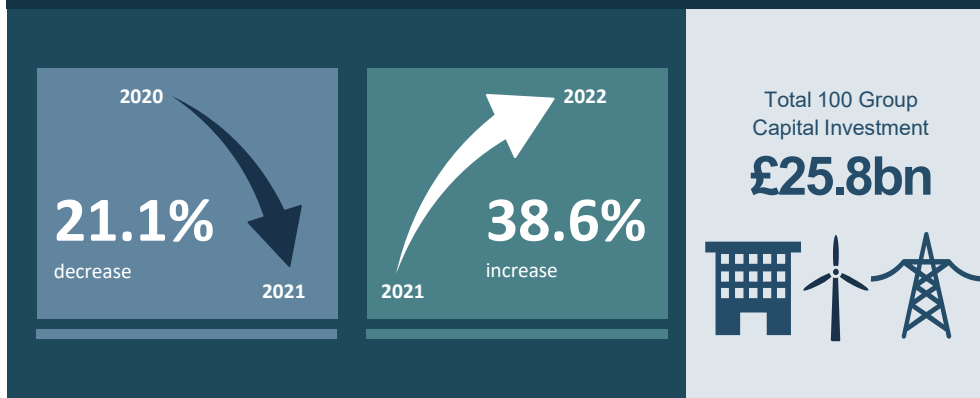 2020
21.1%
decrease
2021
2022
38.6%
increase
2021
Total 100 Group
Capital Investment
£25.8bn